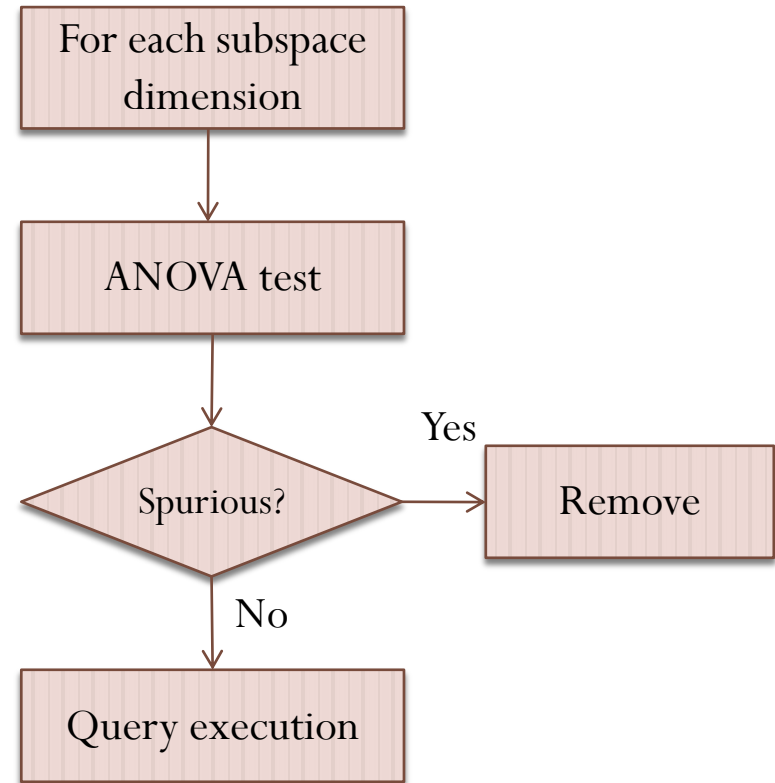 For each subspace
dimension
ANOVA test
Spurious?
Yes
Remove
No
Query execution